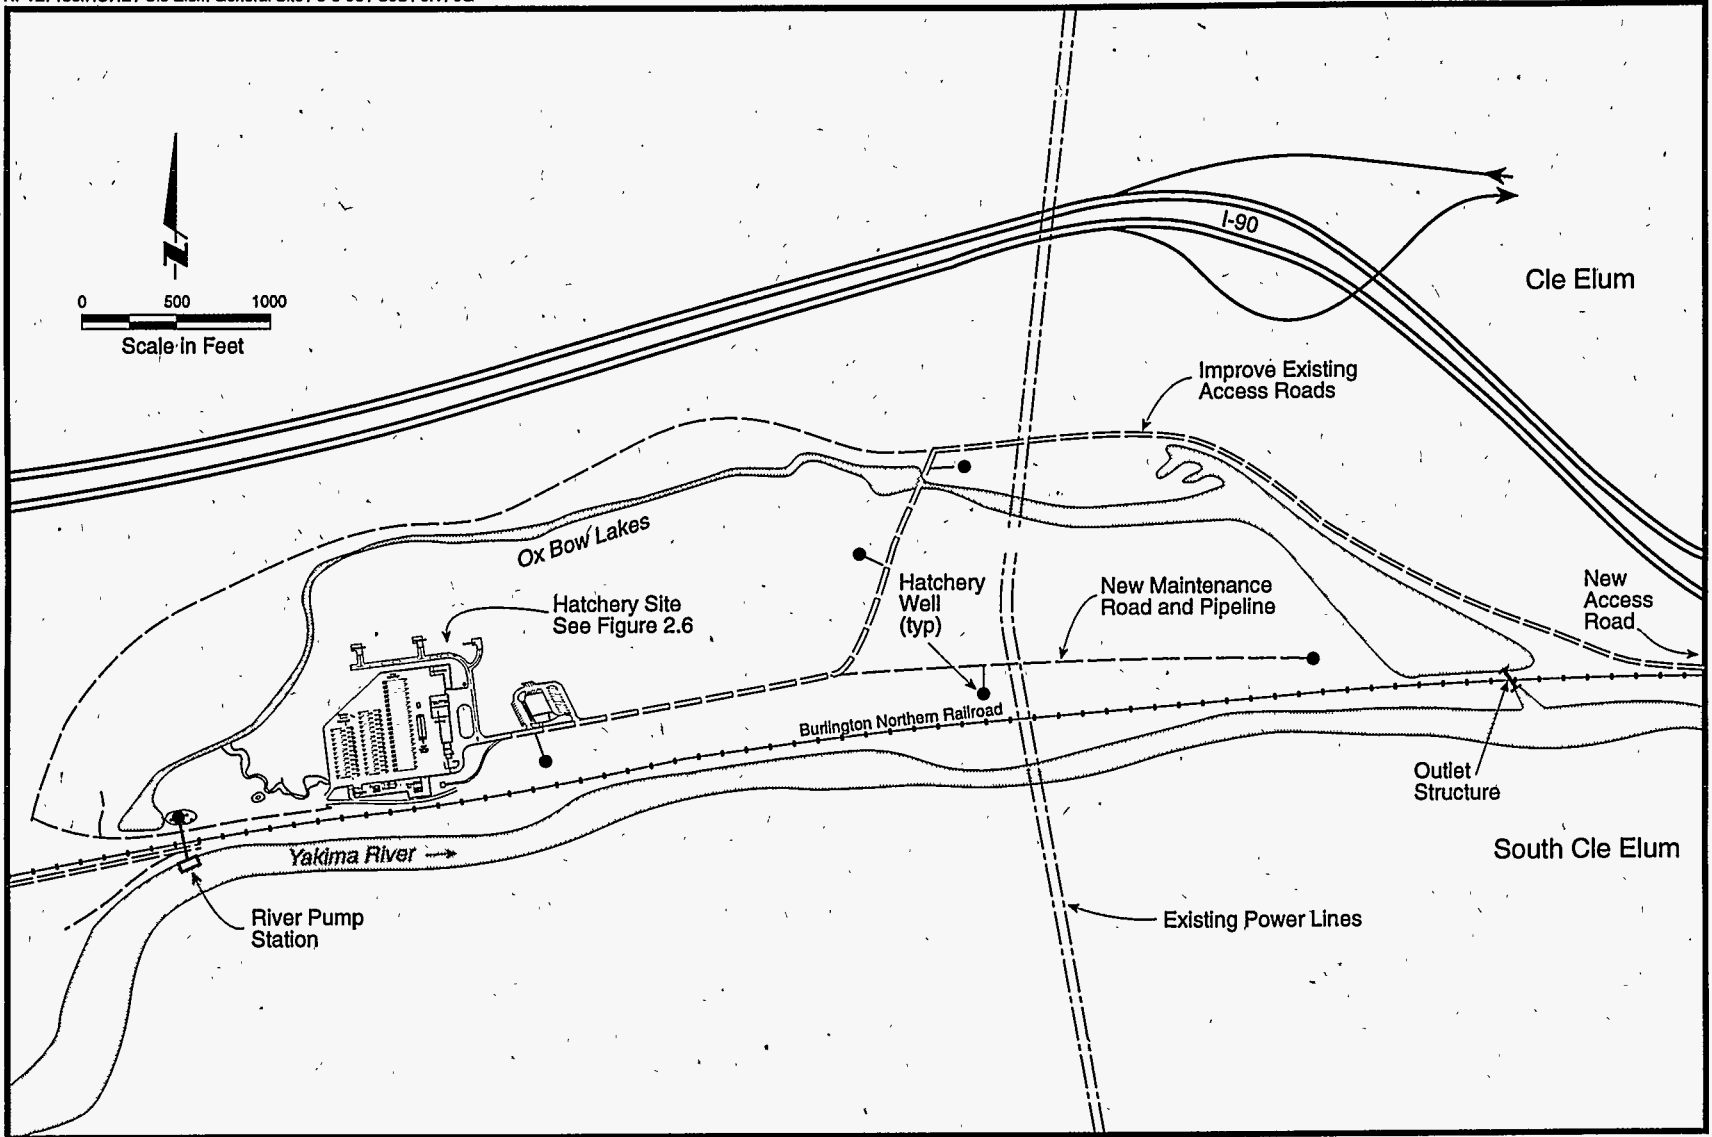 I-90
Cle Elum
N
0 500 1000
Scale in Feet
Improve Existing
Access Roads
Ox Bow Lakes
Hatchery
Well
(typ)
New Maintenance
Road and Pipeline
New
Access
Road
Hatchery Site
See Figure 2.6
Burlington Northern Railroad
Outlet
Structure
Yakima River
South Cle Elum
River Pump
Station
Existing Power Lines